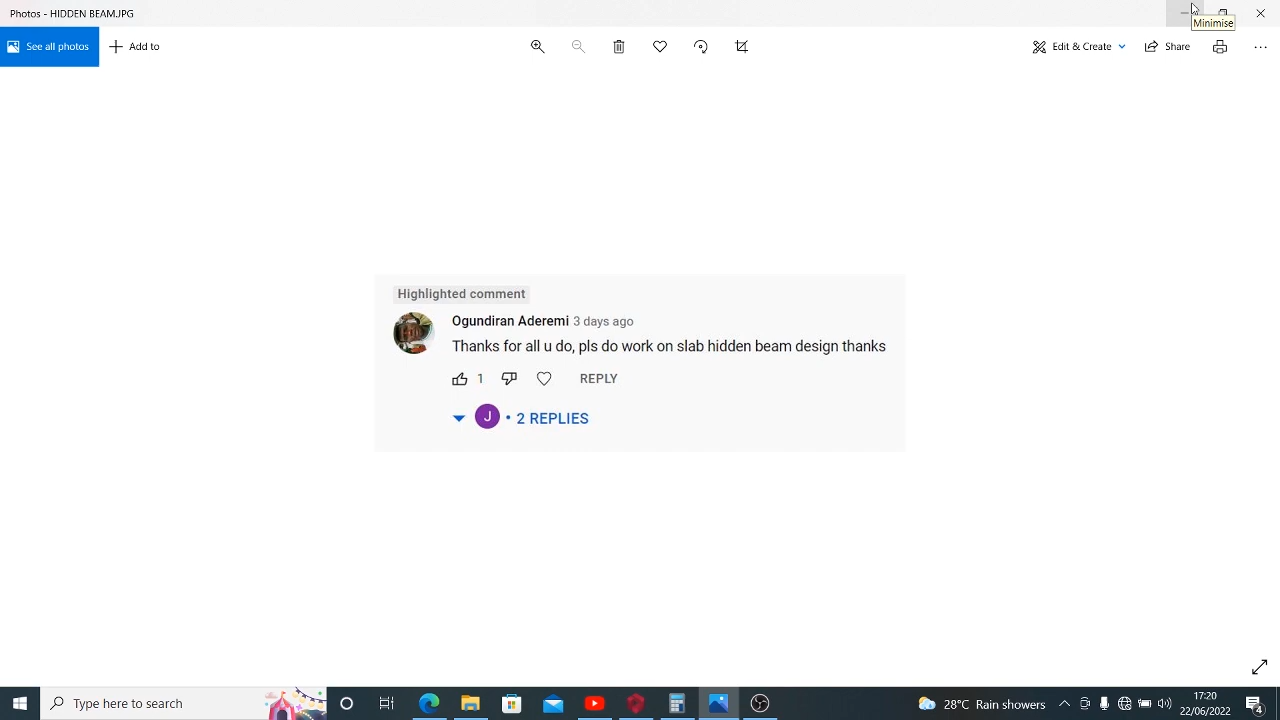 Photos - HIDDEN BEAM.JPG
Minimise
See all photos
Add to
Edit & Create
Share
Highlighted comment
Ogundiran Aderemi 3 days ago
Thanks for all u do, pls do work on slab hidden beam design thanks
1
REPLY
J • 2 REPLIES
Type here to search
28°C Rain showers
17:20
22/06/2022
4